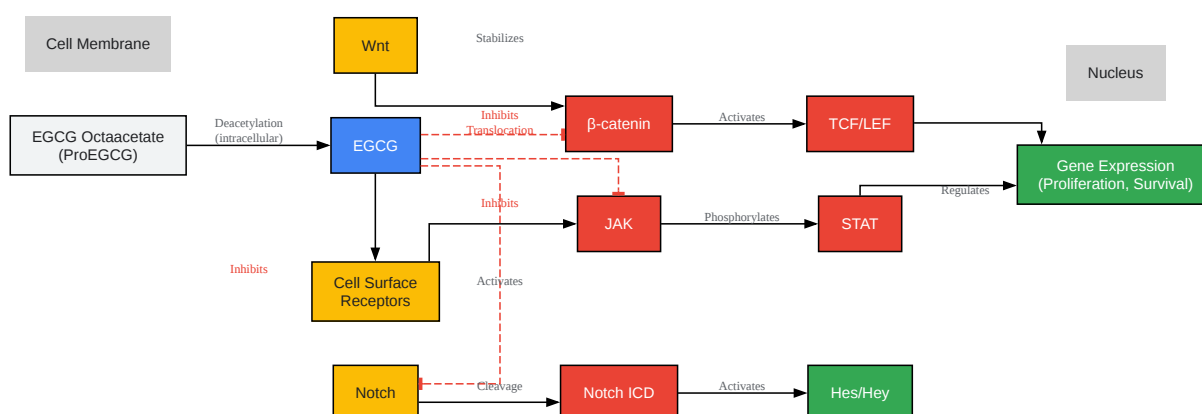 Cell Membrane
Wnt
Stabilizes
Nucleus
EGCG Octaacetate
(ProEGCG)
Deacetylation
(intracellular)
EGCG
Inhibits
Translocation
β-catenin
Activates
TCF/LEF
Gene Expression
(Proliferation, Survival)
Inhibits
JAK
Phosphorylates
STAT
Regulates
Inhibits
Cell Surface
Receptors
Activates
Notch
Cleavage
Notch ICD
Activates
Hes/Hey